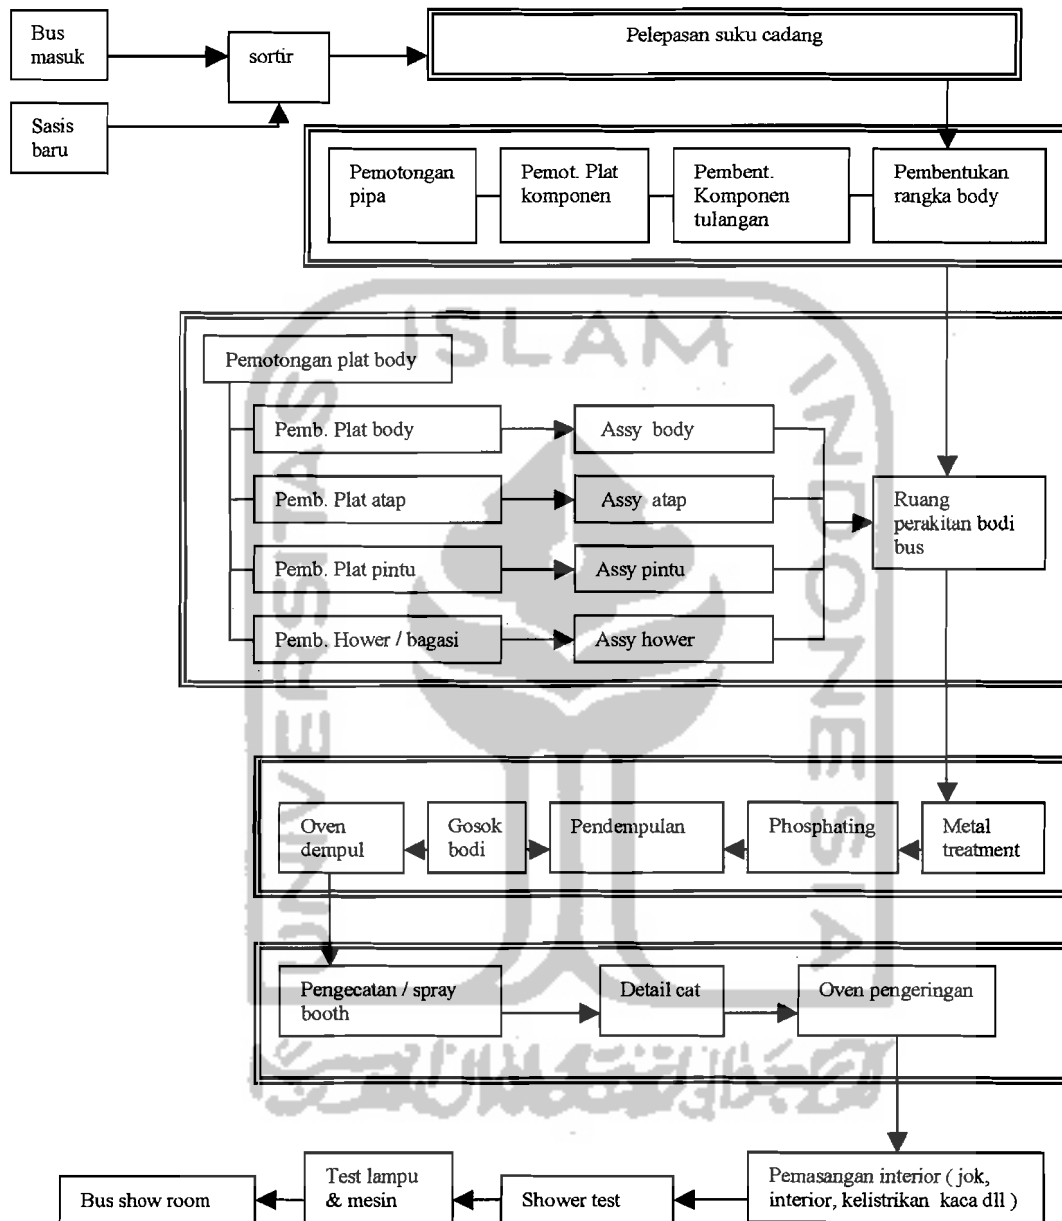 Bus
masuk
sortir
Pelepasan suku cadang
Sasis
baru
Pemotongan
pipa
Pemot. Plat
komponen
Pembent.
Komponen
tulangan
Pembentukan
rangka body
Pemotongan plat body
Pemb. Plat body
Assy body
Pemb. Plat atap
Assy atap
Pemb. Plat pintu
Assy pintu
Pemb. Hower / bagasi
Assy hower
Ruang
perakitan bodi
bus
Oven
dempul
Gosok
bodi
Pendempulan
Phosphating
Metal
treatment
Pengecatan / spray
booth
Detail cat
Oven pengeringan
Pemasangan interior ( jok,
interior, kelistrikan kaca dll )
Shower test
Test lampu
& mesin
Bus show room
UNIVERSITAS
ISLAM
INDONESIA